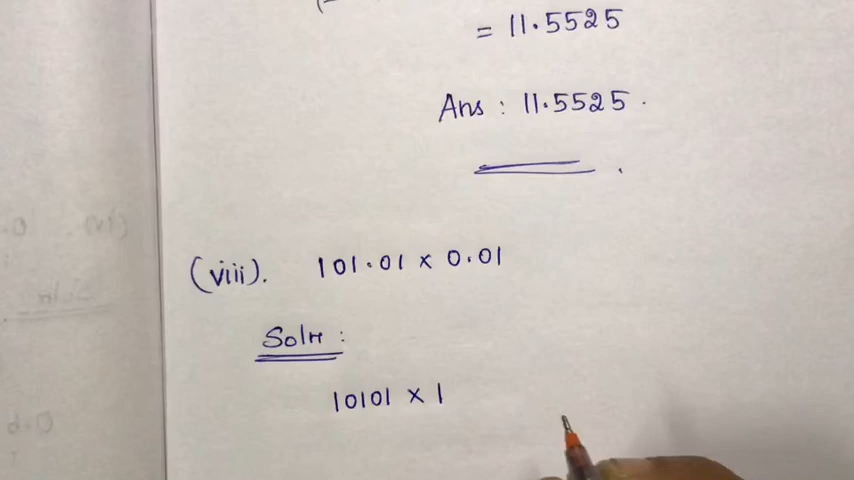 = 11.5525
Ans : 11.5525.
(viii). 101.01 x 0.01
Soln :
10101 x 1